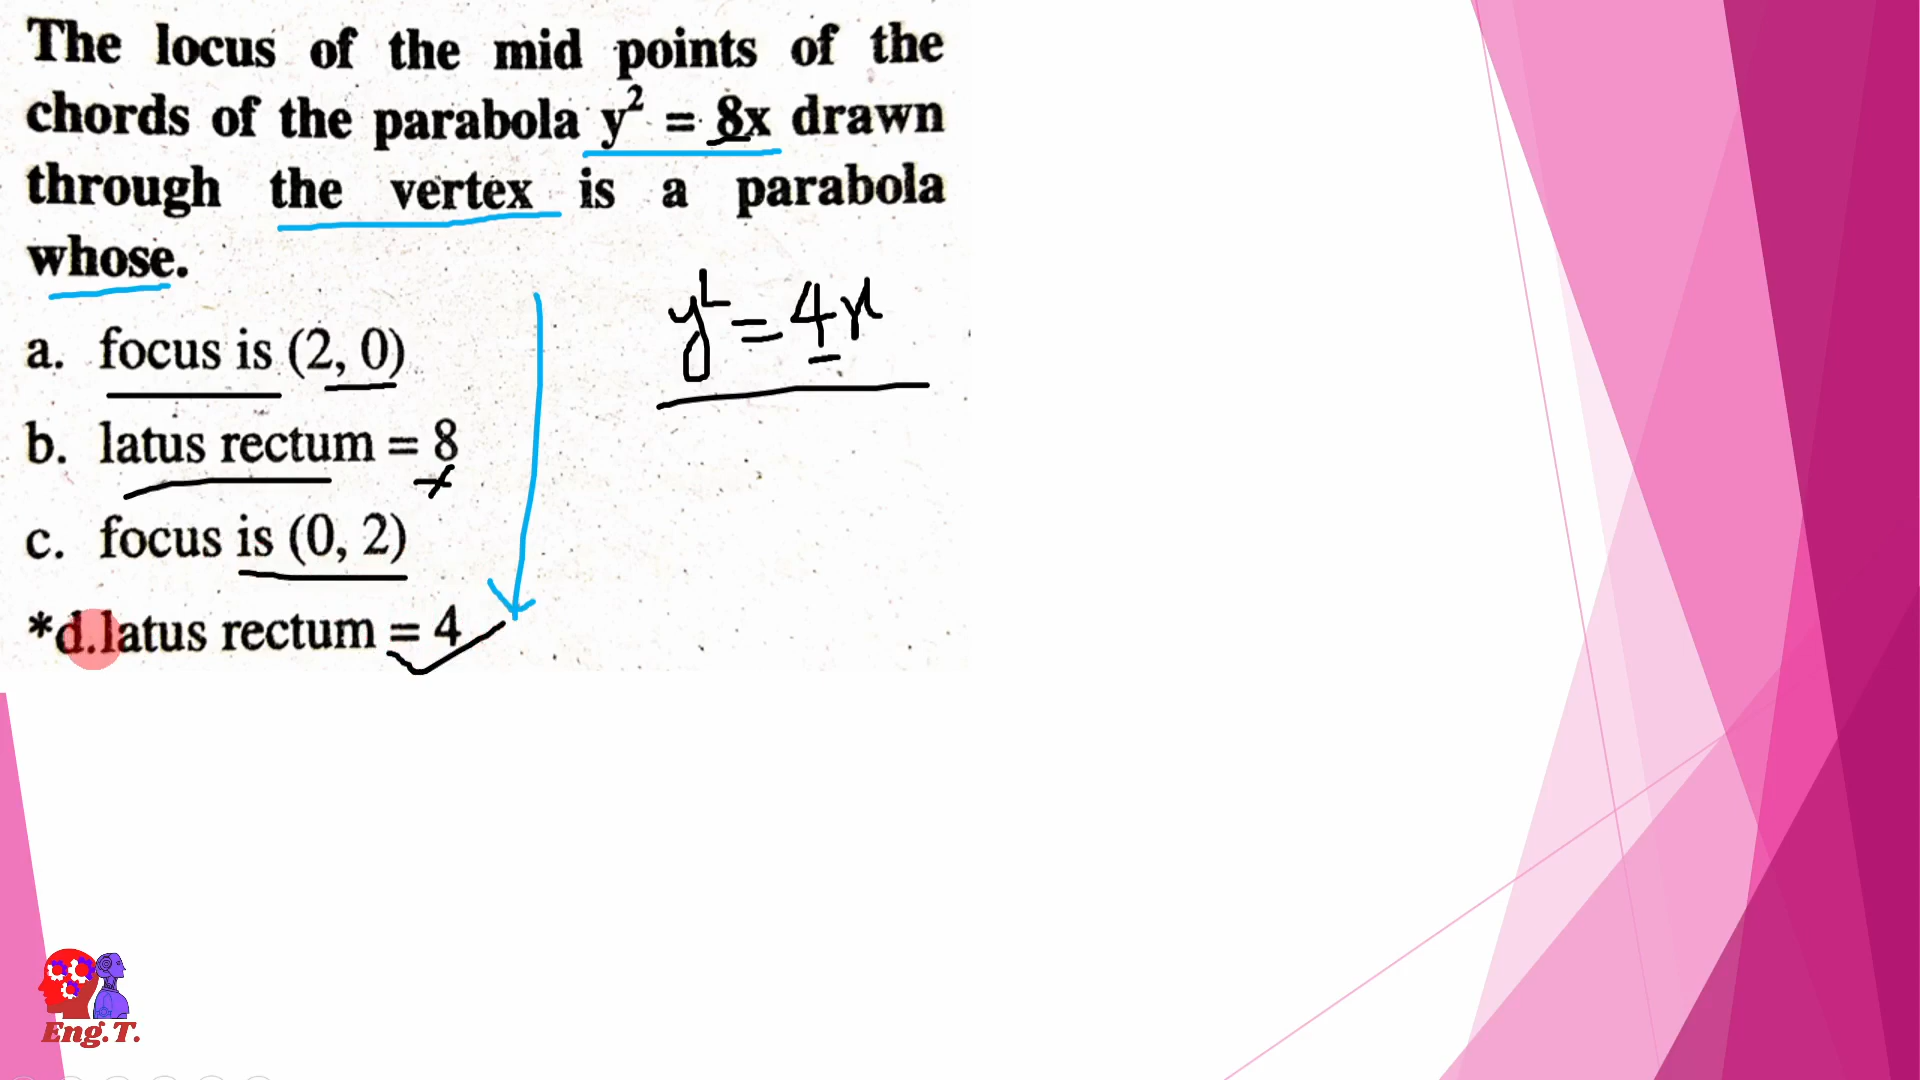 The locus of the mid points of the
chords of the parabola y² = 8x drawn
through the vertex is a parabola
whose.
y² = 4x
a. focus is (2, 0)
b. latus rectum = 8
c. focus is (0, 2)
*d.latus rectum = 4
Eng.T.